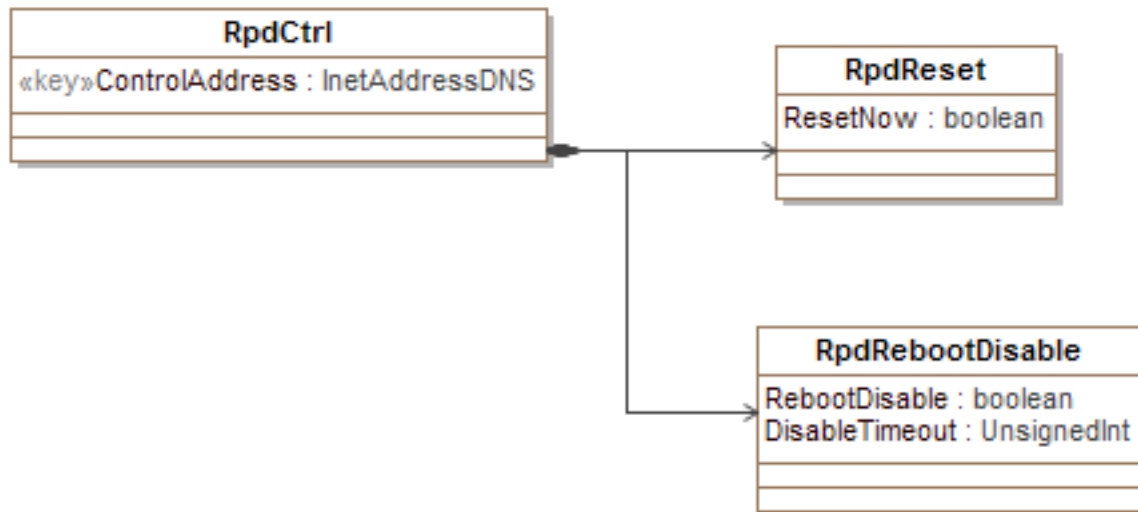 RpdCtrl
«key»ControlAddress : InetAddressDNS
RpdReset
ResetNow : boolean
RpdRebootDisable
RebootDisable : boolean
DisableTimeout : UnsignedInt